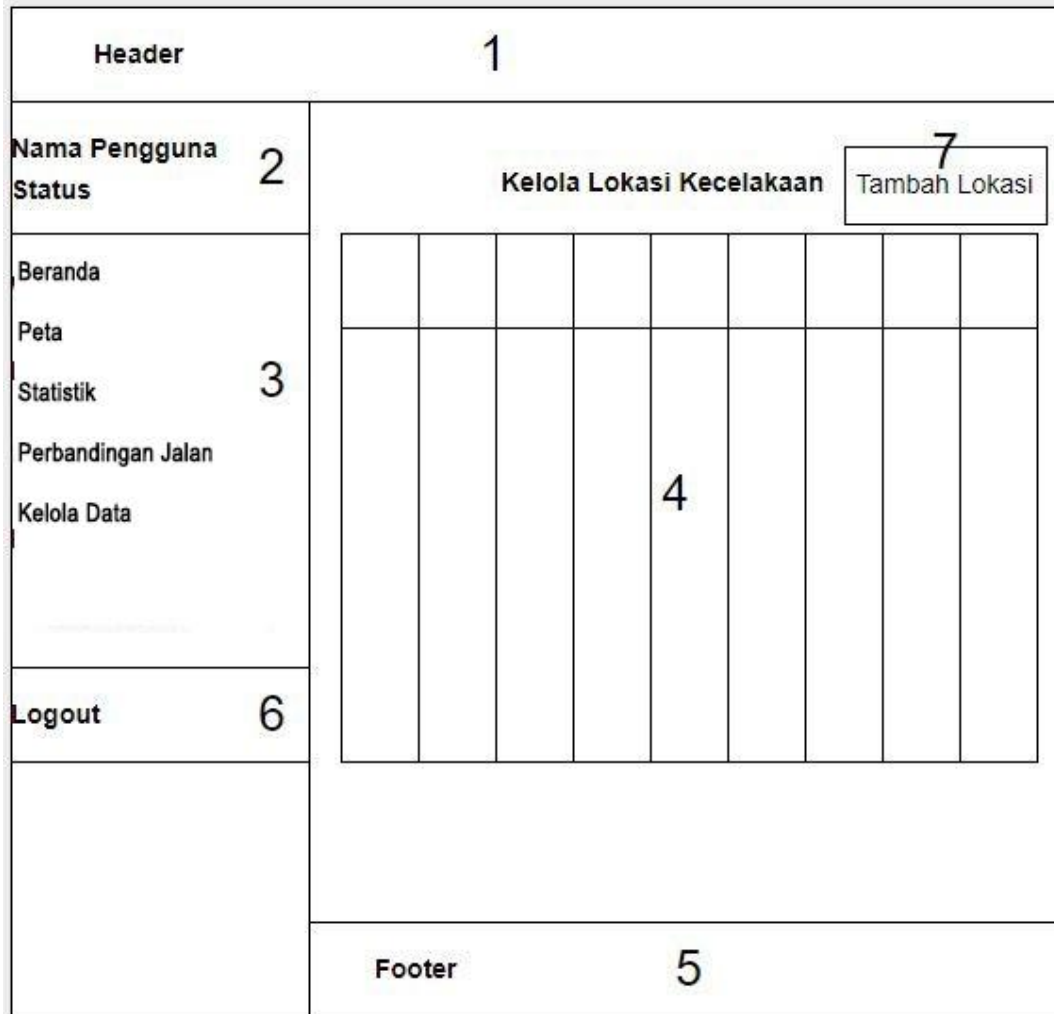 Header 1
Nama Pengguna
Status
2
7
Kelola Lokasi Kecelakaan
Tambah Lokasi
Beranda
Peta
Statistik
Perbandingan Jalan
Kelola Data
3
4
Logout 6
Footer 5